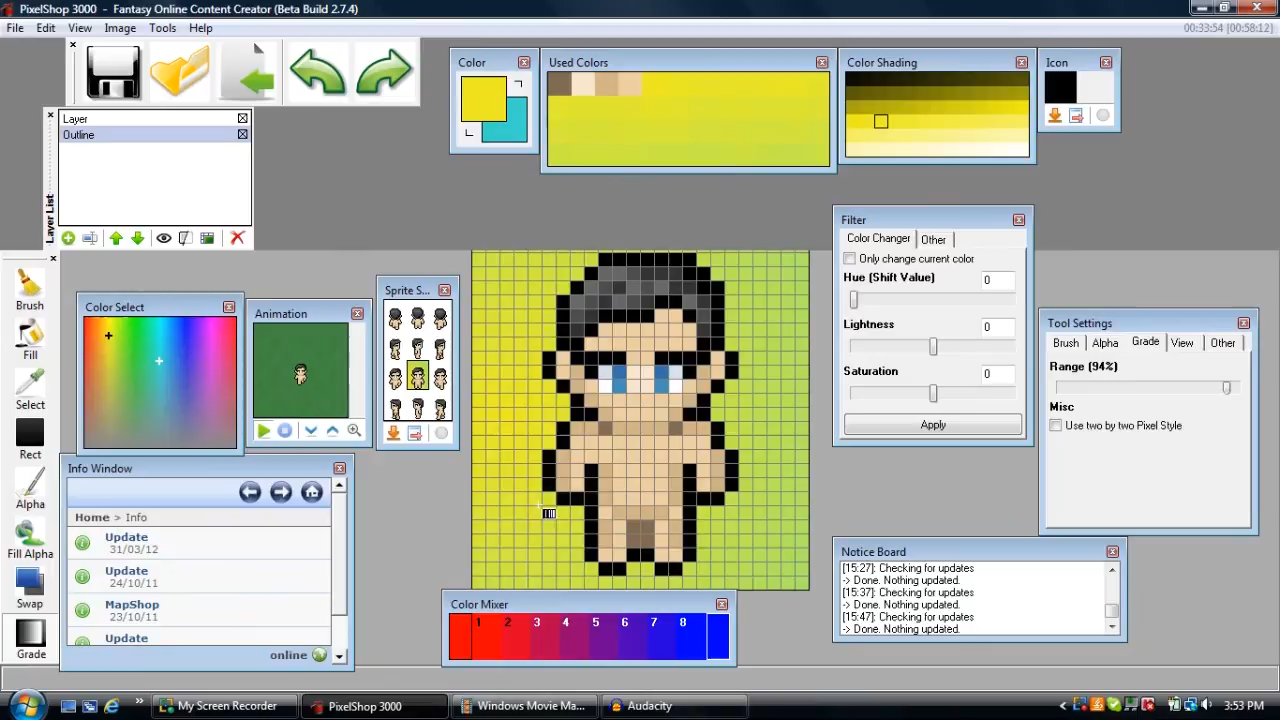 PixelShop 3000 - Fantasy Online Content Creator (Beta Build 2.7.4)
File Edit View Image Tools Help
00:33:54 [00:58:12]
Color
Used Colors
Color Shading
Icon
Layer
Outline
Layer List
Filter
Color Changer Other
Only change current color
Hue (Shift Value) 0
Lightness 0
Saturation 0
Apply
Brush
Fill
Select
Rect
Alpha
Fill Alpha
Swap
Grade
Color Select
Animation
Sprite S...
Tool Settings
Brush Alpha Grade View Other
Range (94%)
Misc
Use two by two Pixel Style
Info Window
Home > Info
Update
31/03/12
Update
24/10/11
MapShop
23/10/11
Update
online
Color Mixer
1 2 3 4 5 6 7 8
Notice Board
[15:27]: Checking for updates
-> Done. Nothing updated.
[15:37]: Checking for updates
-> Done. Nothing updated.
[15:47]: Checking for updates
-> Done. Nothing updated.
My Screen Recorder
PixelShop 3000
Windows Movie Ma...
Audacity
3:53 PM